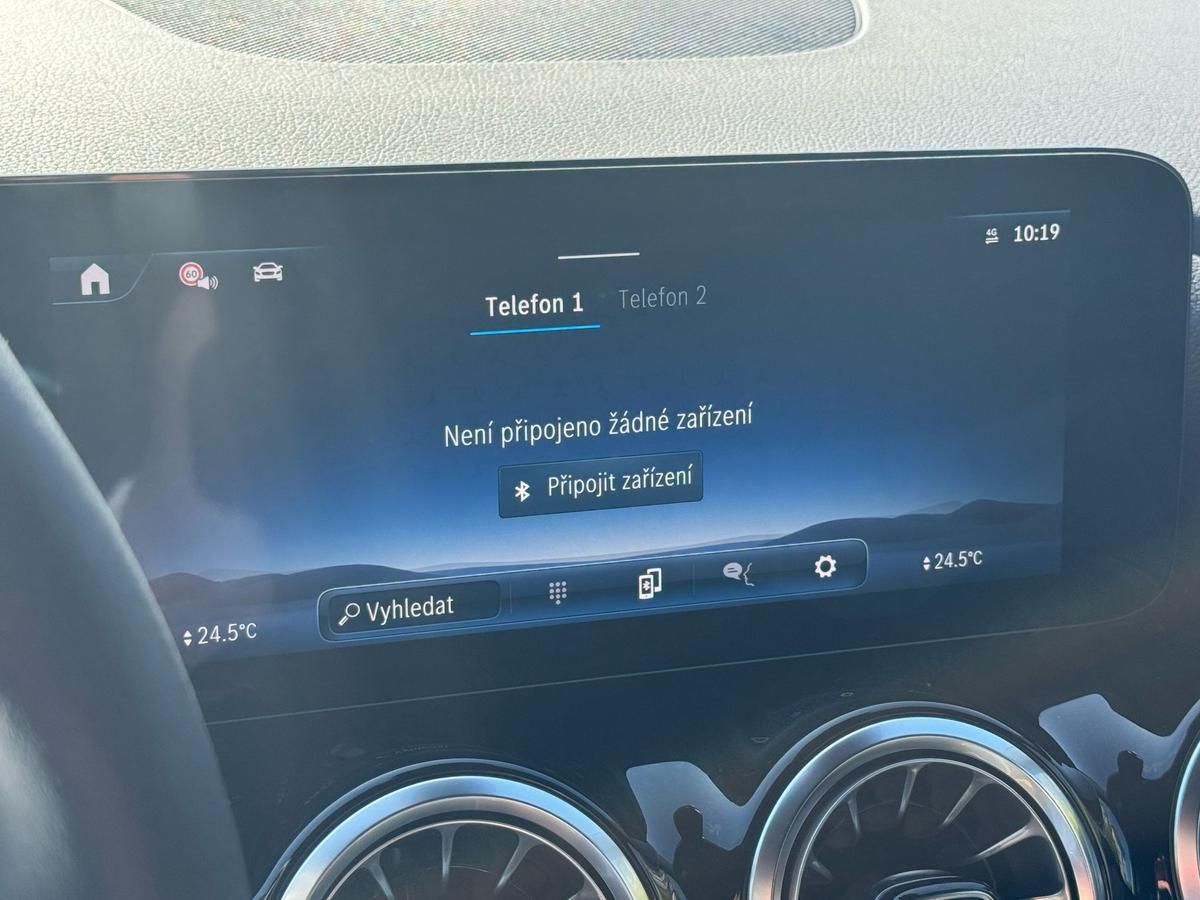 60
4G
10:19
Telefon 1
Telefon 2
Není připojeno žádné zařízení
Připojit zařízení
Vyhledat
24.5°C
24.5°C